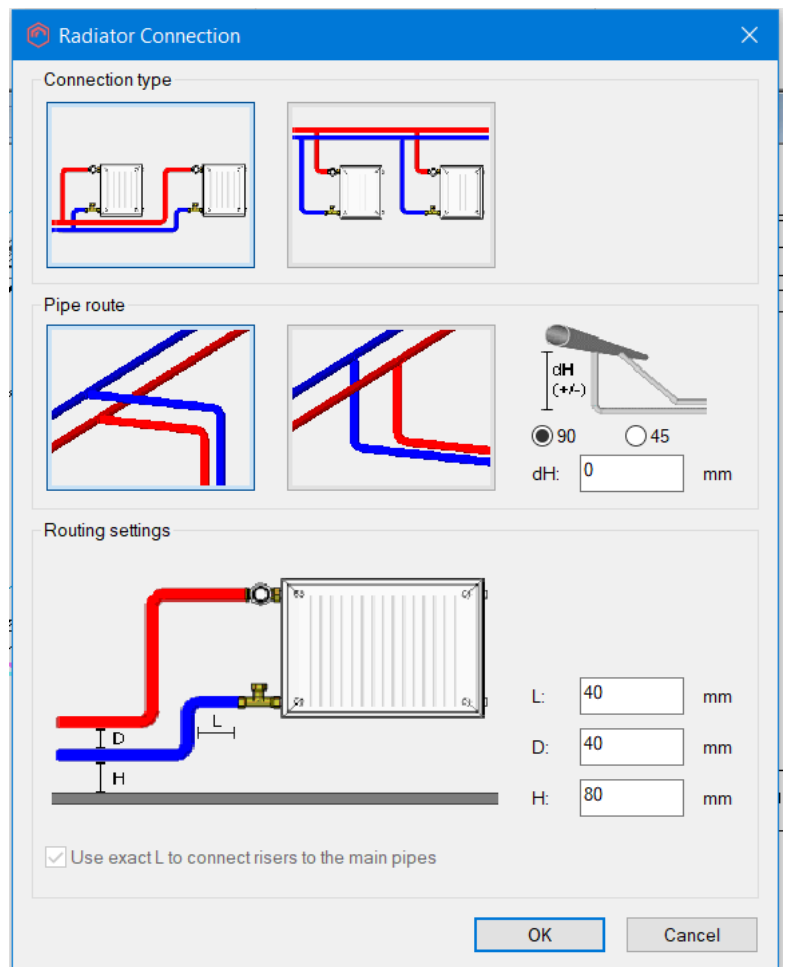 Radiator Connection
Connection type
Pipe route
dH
(+/-)
90 45
dH: 0 mm
Routing settings
L
D
H
L: 40 mm
D: 40 mm
H: 80 mm
Use exact L to connect risers to the main pipes
OK Cancel